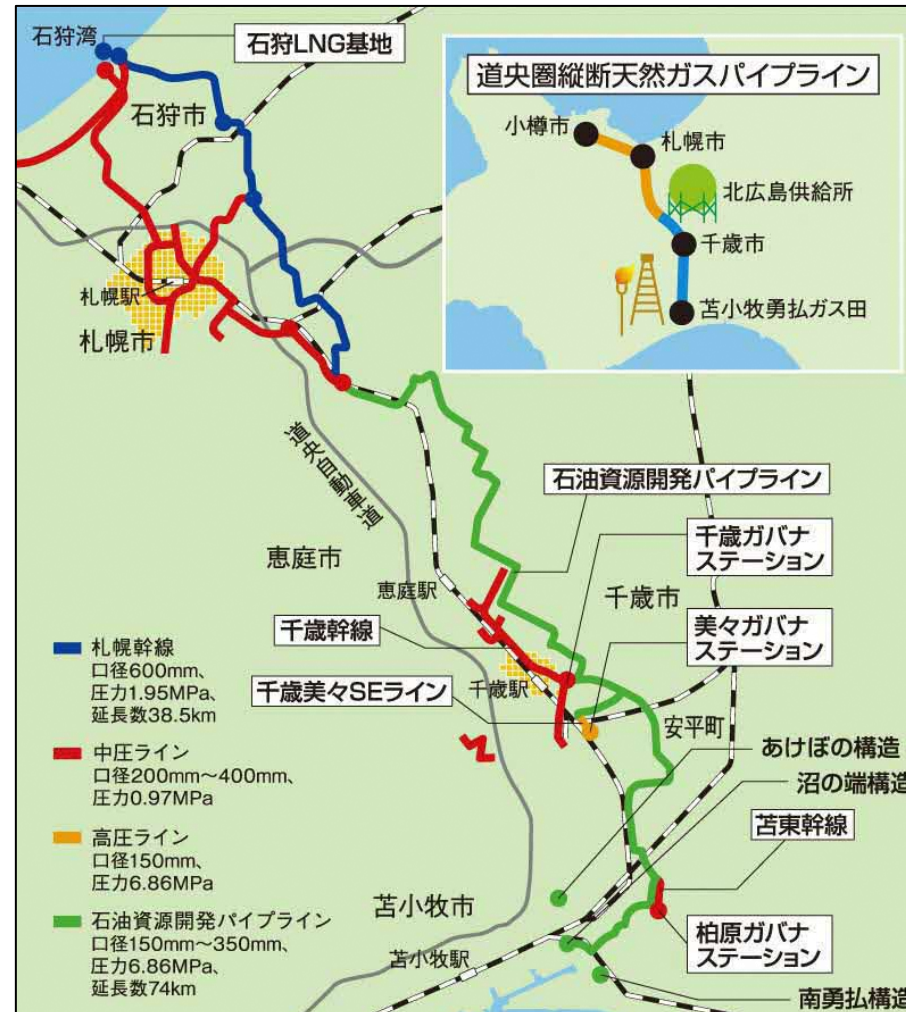 石狩湾
石狩LNG基地
石狩市
道央圏縦断天然ガスパイプライン
小樽市
札幌市
北広島供給所
千歳市
苫小牧勇払ガス田
札幌駅
札幌市
道央自動車道
石油資源開発パイプライン
千歳ガバナ
ステーション
恵庭市
恵庭駅
千歳市
千歳幹線
美々ガバナ
ステーション
千歳美々SEライン
千歳駅
安平町
あけぼの構造
沼の端構造
苫東幹線
苫小牧市
柏原ガバナ
ステーション
苫小牧駅
南勇払構造
札幌幹線
口径600mm、
圧力1.95MPa、
延長数38.5km
中圧ライン
口径200mm～400mm、
圧力0.97MPa
高圧ライン
口径150mm、
圧力6.86MPa
石油資源開発パイプライン
口径150mm～350mm、
圧力6.86MPa、
延長数74km